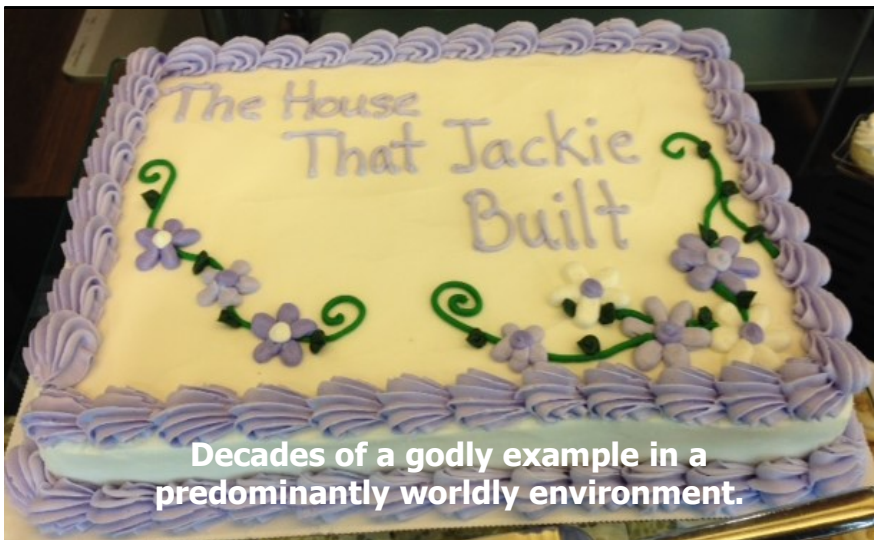 The House
That Jackie
Built
Decades of a godly example in a
predominantly worldly environment.